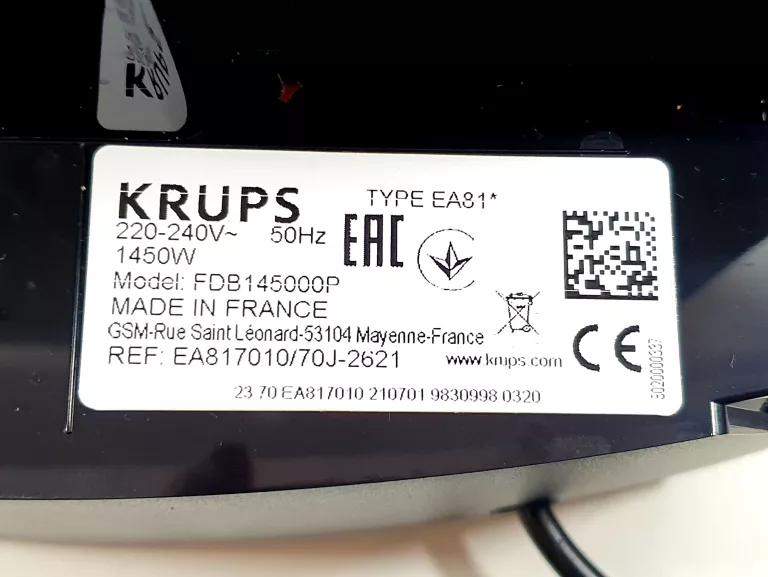 KRUPS
TYPE EA81*
220-240V~ 50Hz
1450W
EAC
Model: FDB145000P
MADE IN FRANCE
GSM-Rue Saint Léonard-53104 Mayenne-France
REF: EA817010/70J-2621
www.krups.com
CE
23 70 EA817010 210701 9830998 0320
8020000337